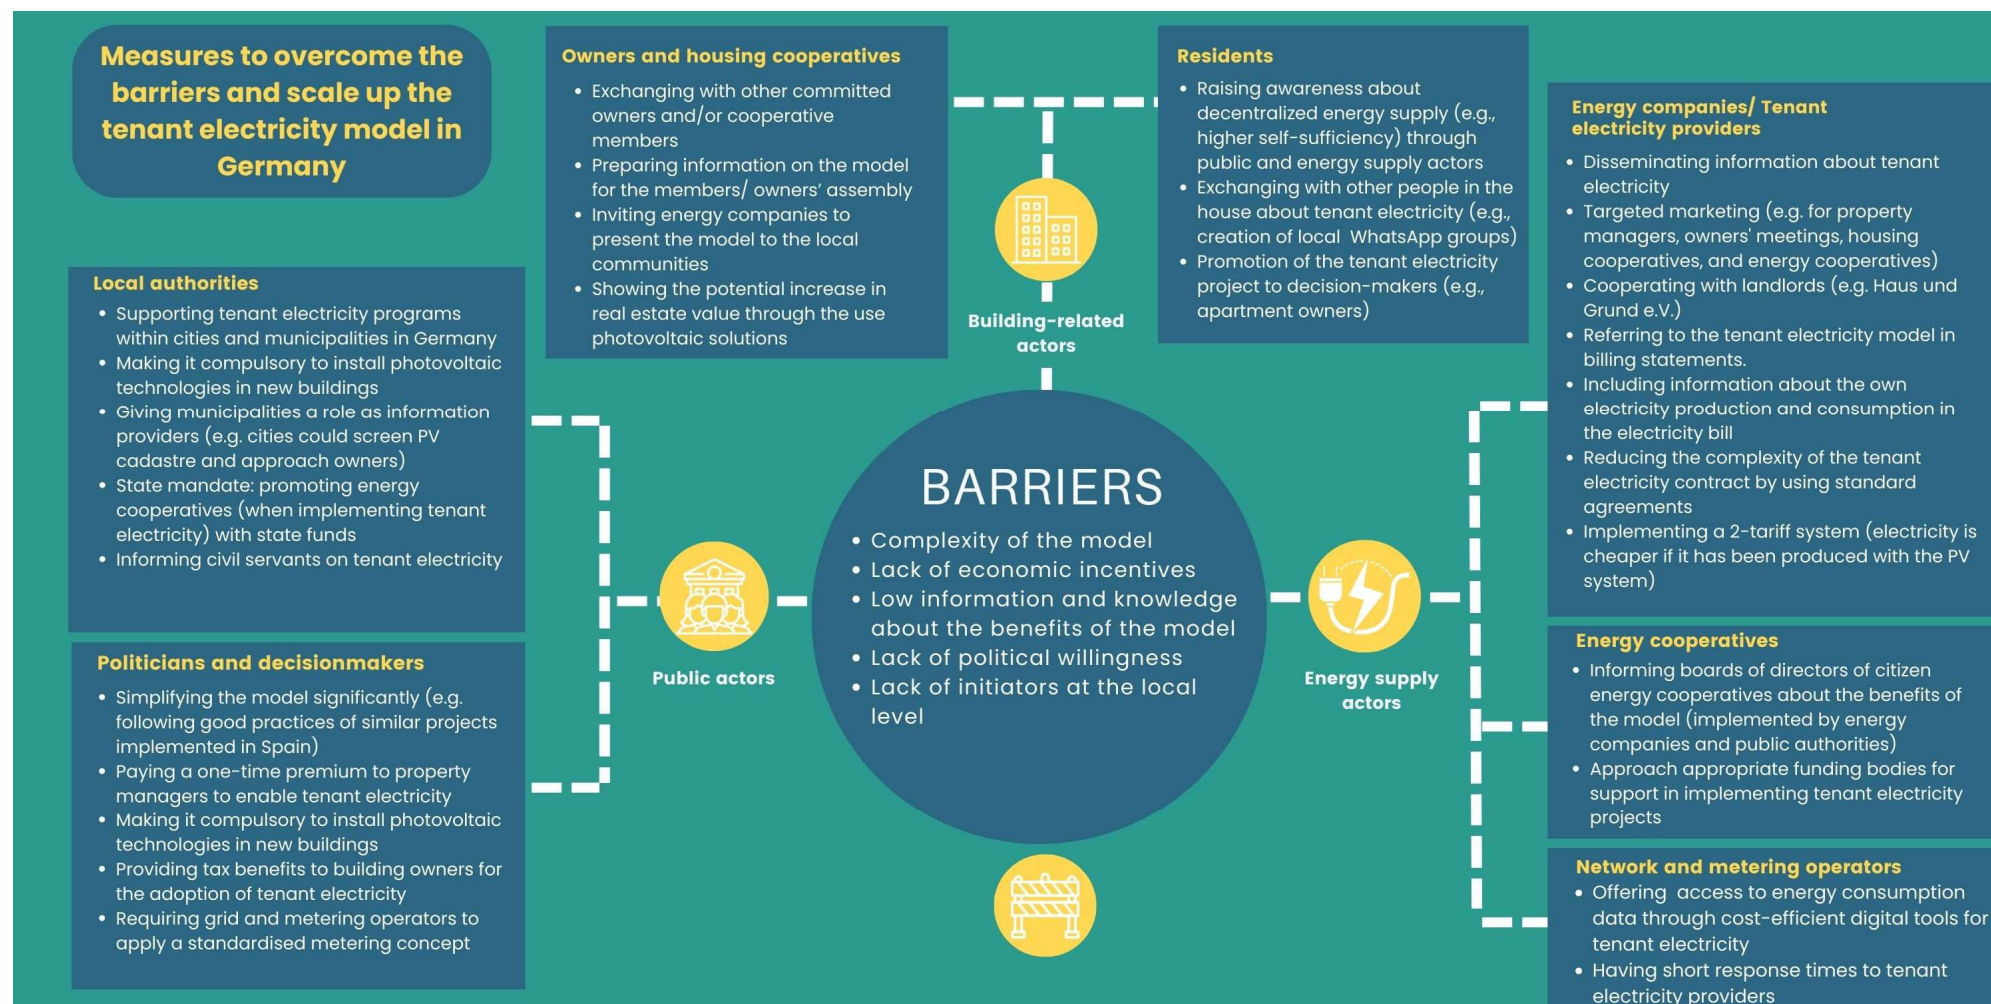 Measures to overcome the
barriers and scale up the
tenant electricity model in
Germany
Owners and housing cooperatives
• Exchanging with other committed
owners and/or cooperative
members
• Preparing information on the model
for the members/ owners' assembly
• Inviting energy companies to
present the model to the local
communities
• Showing the potential increase in
real estate value through the use
photovoltaic solutions
Residents
• Raising awareness about
decentralized energy supply (e.g.,
higher self-sufficiency) through
public and energy supply actors
• Exchanging with other people in the
house about tenant electricity (e.g.,
creation of local WhatsApp groups)
• Promotion of the tenant electricity
project to decision-makers (e.g.,
apartment owners)
Building-related
actors
Local authorities
• Supporting tenant electricity programs
within cities and municipalities in Germany
• Making it compulsory to install photovoltaic
technologies in new buildings
• Giving municipalities a role as information
providers (e.g. cities could screen PV
cadastre and approach owners)
• State mandate: promoting energy
cooperatives (when implementing tenant
electricity) with state funds
• Informing civil servants on tenant electricity
Politicians and decisionmakers
• Simplifying the model significantly (e.g.
following good practices of similar projects
implemented in Spain)
• Paying a one-time premium to property
managers to enable tenant electricity
• Making it compulsory to install photovoltaic
technologies in new buildings
• Providing tax benefits to building owners for
the adoption of tenant electricity
• Requiring grid and metering operators to
apply a standardised metering concept
Public actors
BARRIERS
• Complexity of the model
• Lack of economic incentives
• Low information and knowledge
about the benefits of the model
• Lack of political willingness
• Lack of initiators at the local
level
Energy supply
actors
Energy companies/ Tenant
electricity providers
• Disseminating information about tenant
electricity
• Targeted marketing (e.g. for property
managers, owners' meetings, housing
cooperatives, and energy cooperatives)
• Cooperating with landlords (e.g. Haus und
Grund e.V.)
• Referring to the tenant electricity model in
billing statements.
• Including information about the own
electricity production and consumption in
the electricity bill
• Reducing the complexity of the tenant
electricity contract by using standard
agreements
• Implementing a 2-tariff system (electricity is
cheaper if it has been produced with the PV
system)
Energy cooperatives
• Informing boards of directors of citizen
energy cooperatives about the benefits of
the model (implemented by energy
companies and public authorities)
• Approach appropriate funding bodies for
support in implementing tenant electricity
projects
Network and metering operators
• Offering access to energy consumption
data through cost-efficient digital tools for
tenant electricity
• Having short response times to tenant
electricity providers